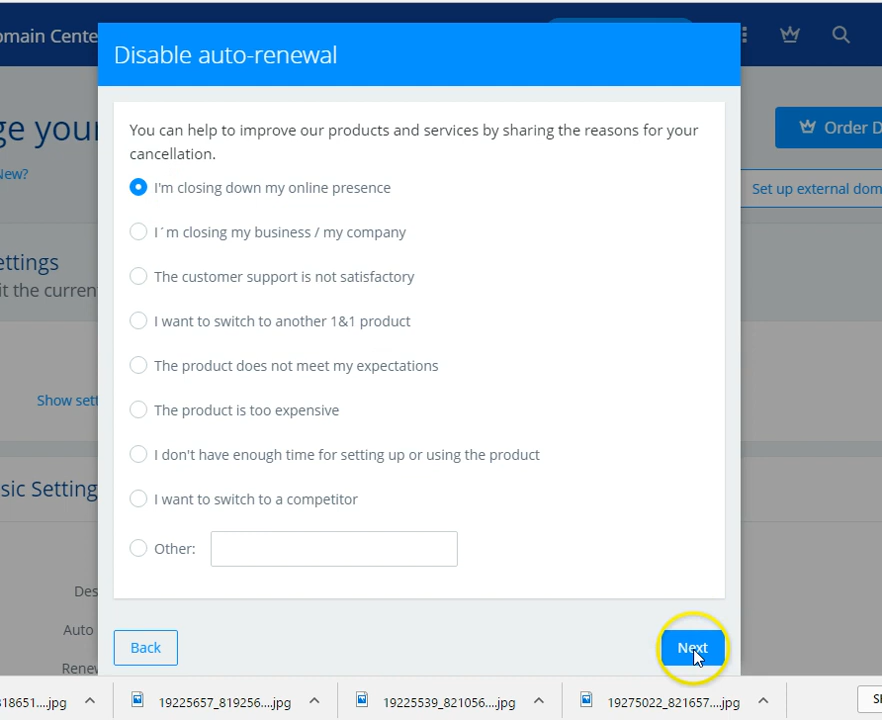 omain Cente
Disable auto-renewal
ge your
Order D
New?
Set up external dom
You can help to improve our products and services by sharing the reasons for your
cancellation.
I'm closing down my online presence
I´m closing my business / my company
ettings
The customer support is not satisfactory
it the curren
I want to switch to another 1&1 product
The product does not meet my expectations
Show sett
The product is too expensive
I don't have enough time for setting up or using the product
sic Setting
I want to switch to a competitor
Other:
Des
Auto
Back
Next
Renew
818651....jpg
19225657_819256....jpg
19225539_821056....jpg
19275022_821657....jpg